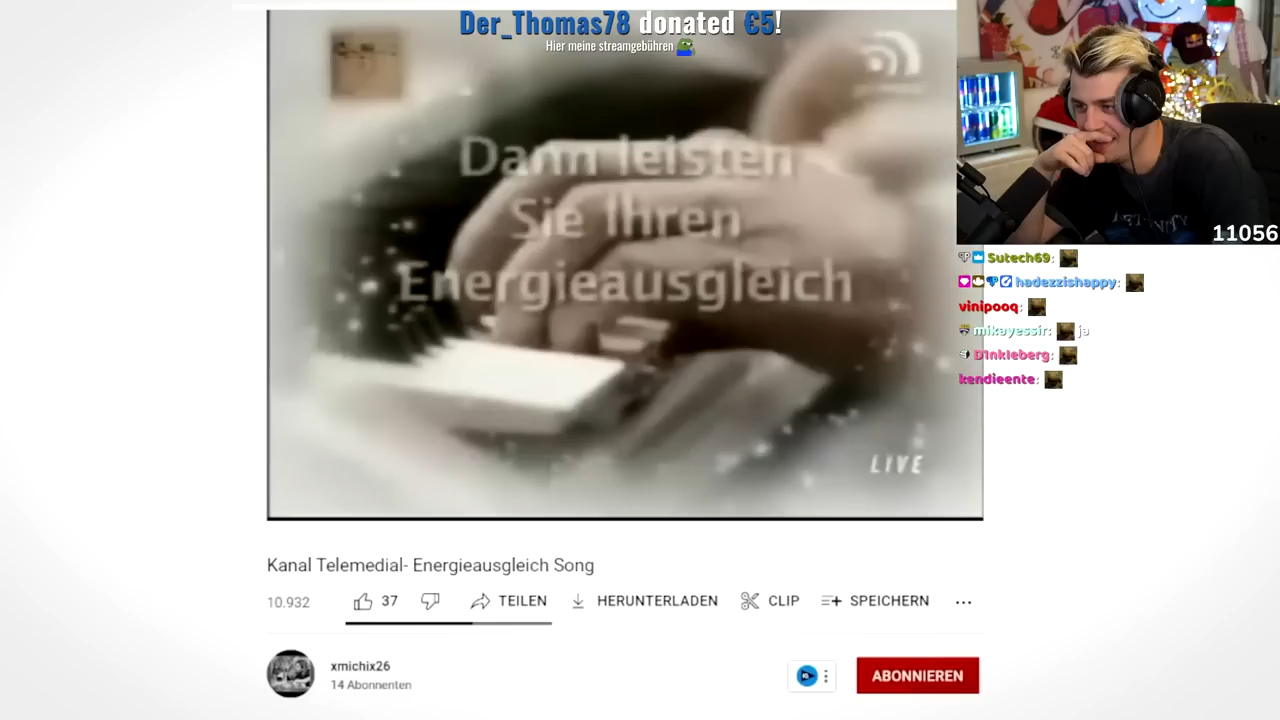 Der_Thomas78 donated €5!
Hier meine streamgebühren
Dann leisten
Sie Ihren
Energieausgleich
LIVE
11056
Sutech69:
hadezzishappy:
vinipooq:
mikayessir: ja
D1nkleberg:
kendieente:
Kanal Telemedial- Energieausgleich Song
10.932
37
TEILEN
HERUNTERLADEN
CLIP
SPEICHERN
xmichix26
14 Abonnenten
ABONNIEREN